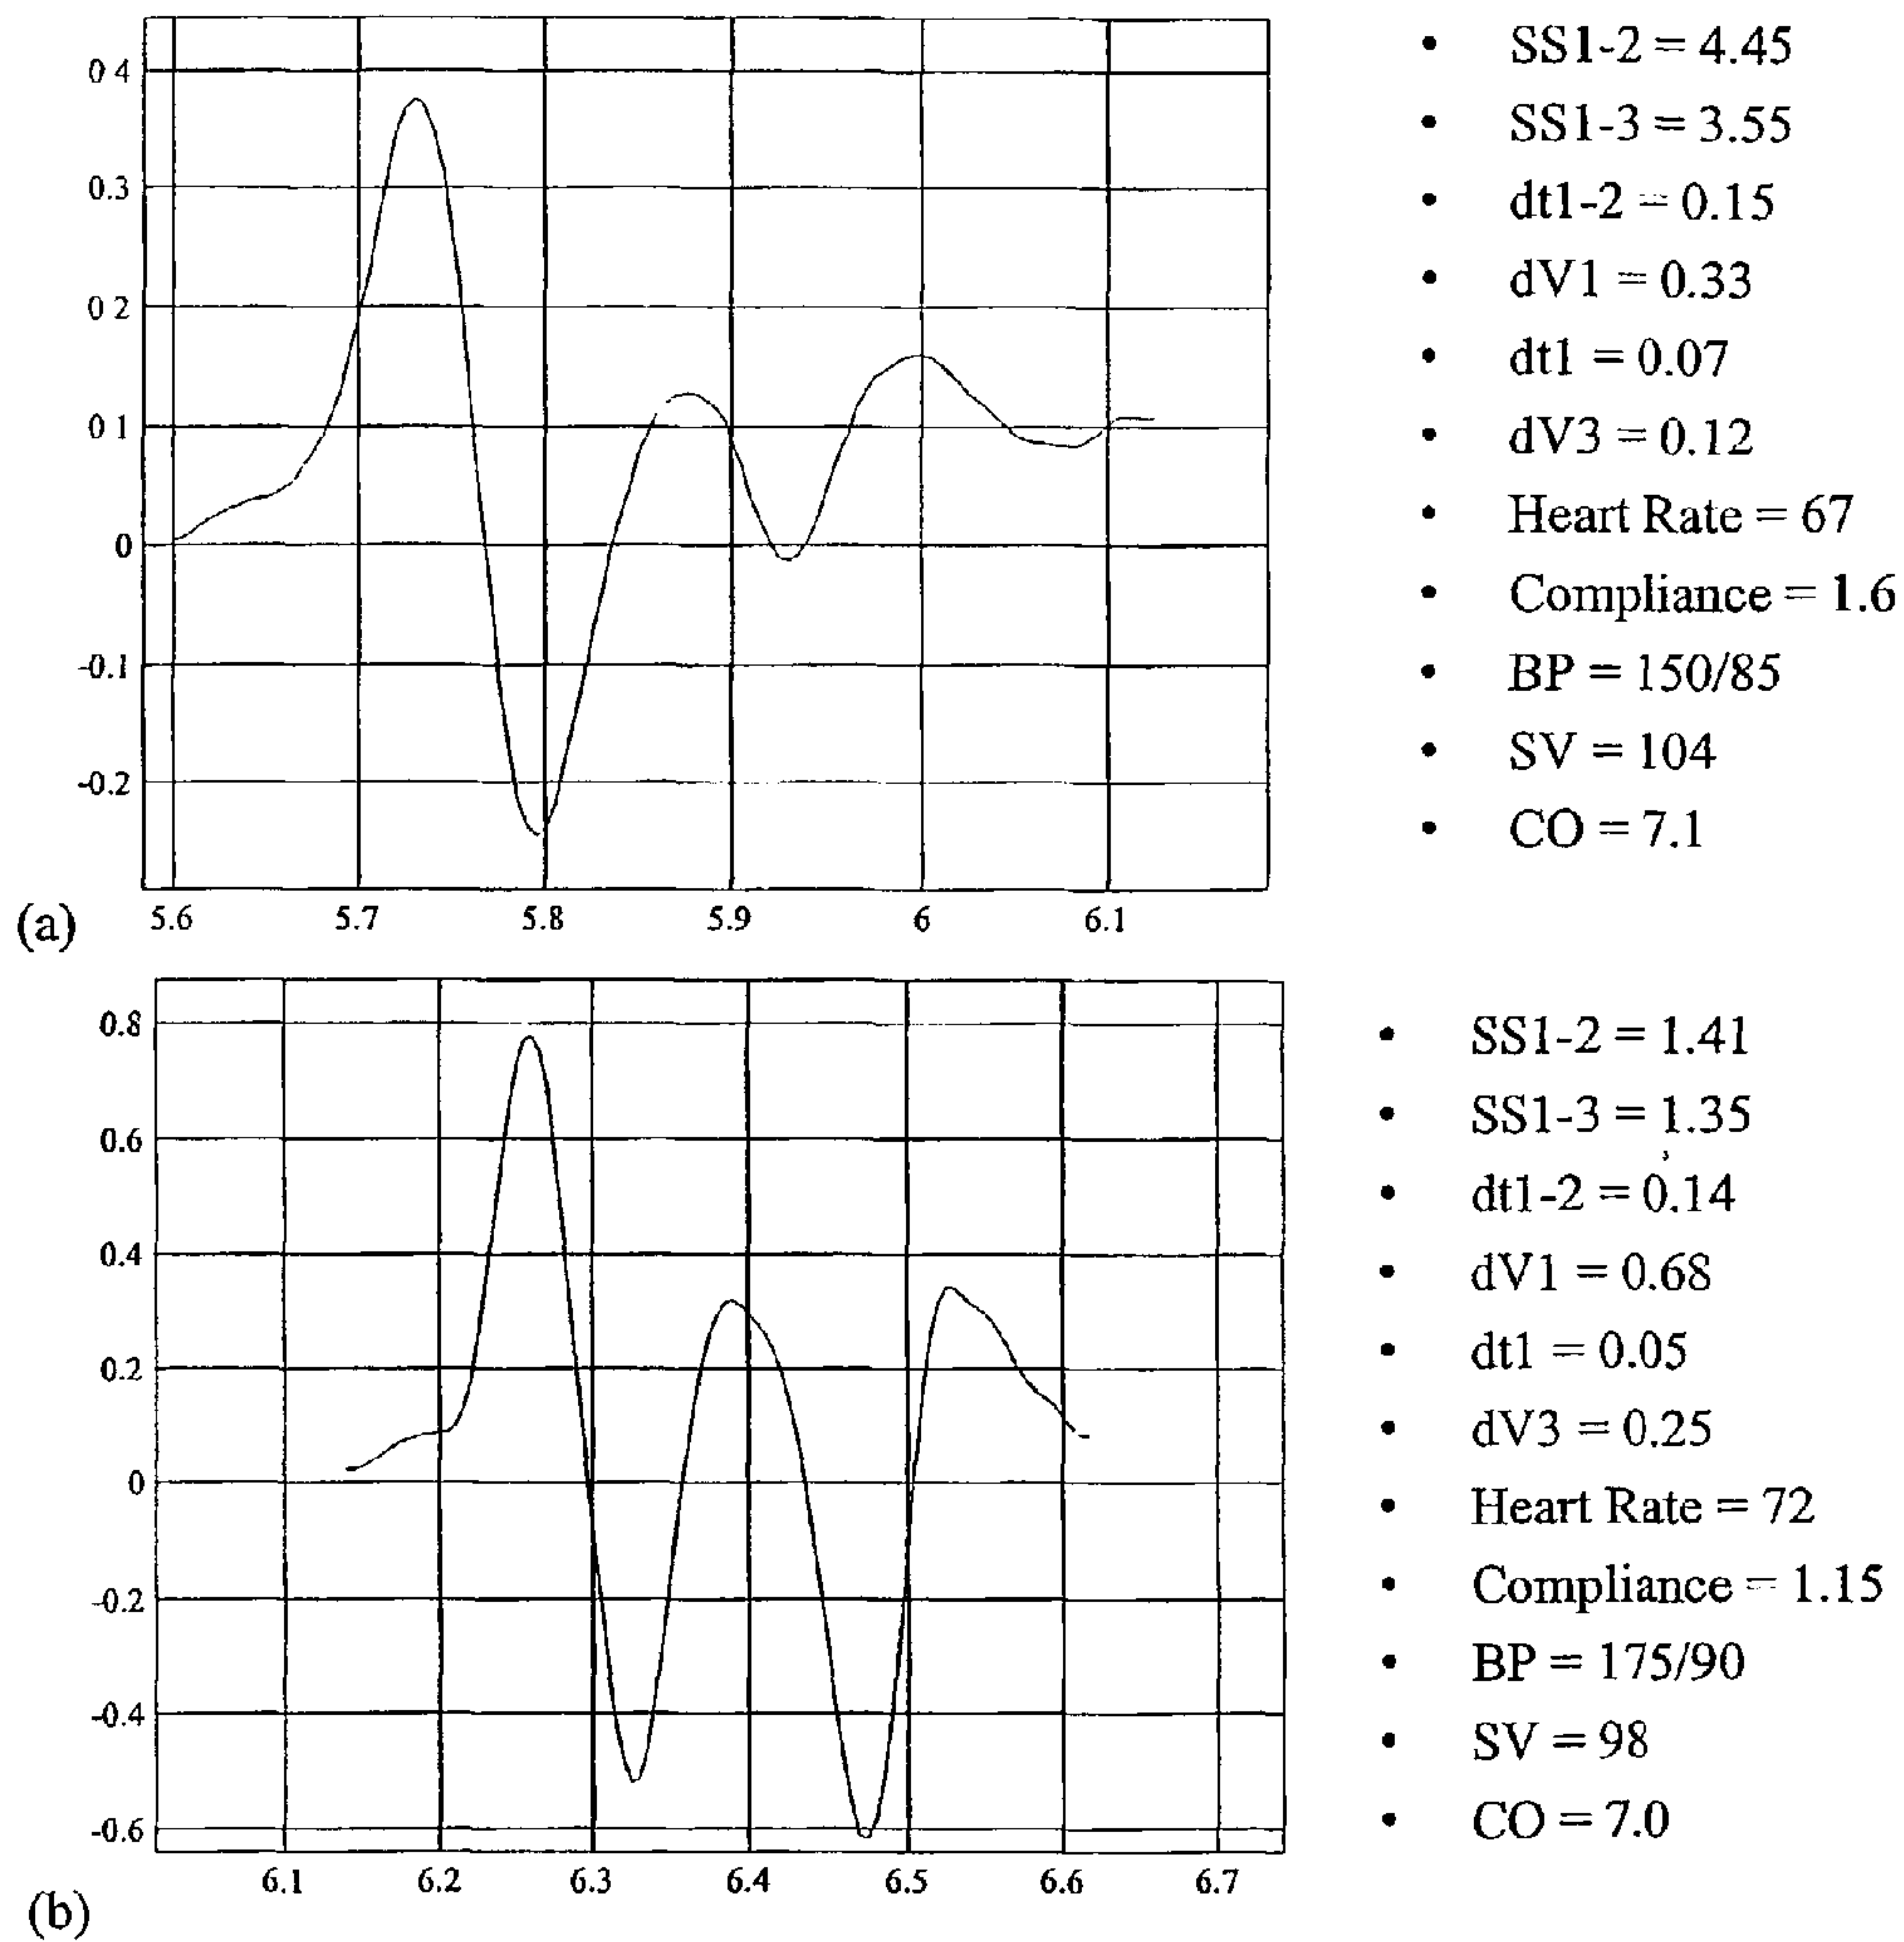 0 4
0.3
0 2
0 1
0
-0.1
-0.2
5.6 5.7 5.8 5.9 6 6.1
(a)
• SS1-2 = 4.45
• SS1-3 = 3.55
• dt1-2 = 0.15
• dV1 = 0.33
• dt1 = 0.07
• dV3 = 0.12
• Heart Rate = 67
• Compliance = 1.6
• BP = 150/85
• SV = 104
• CO = 7.1
0.8
0.6
0.4
0.2
0
-0.2
-0.4
-0.6
6.1 6.2 6.3 6.4 6.5 6.6 6.7
(b)
• SS1-2 = 1.41
• SS1-3 = 1.35
• dt1-2 = 0.14
• dV1 = 0.68
• dt1 = 0.05
• dV3 = 0.25
• Heart Rate = 72
• Compliance = 1.15
• BP = 175/90
• SV = 98
• CO = 7.0